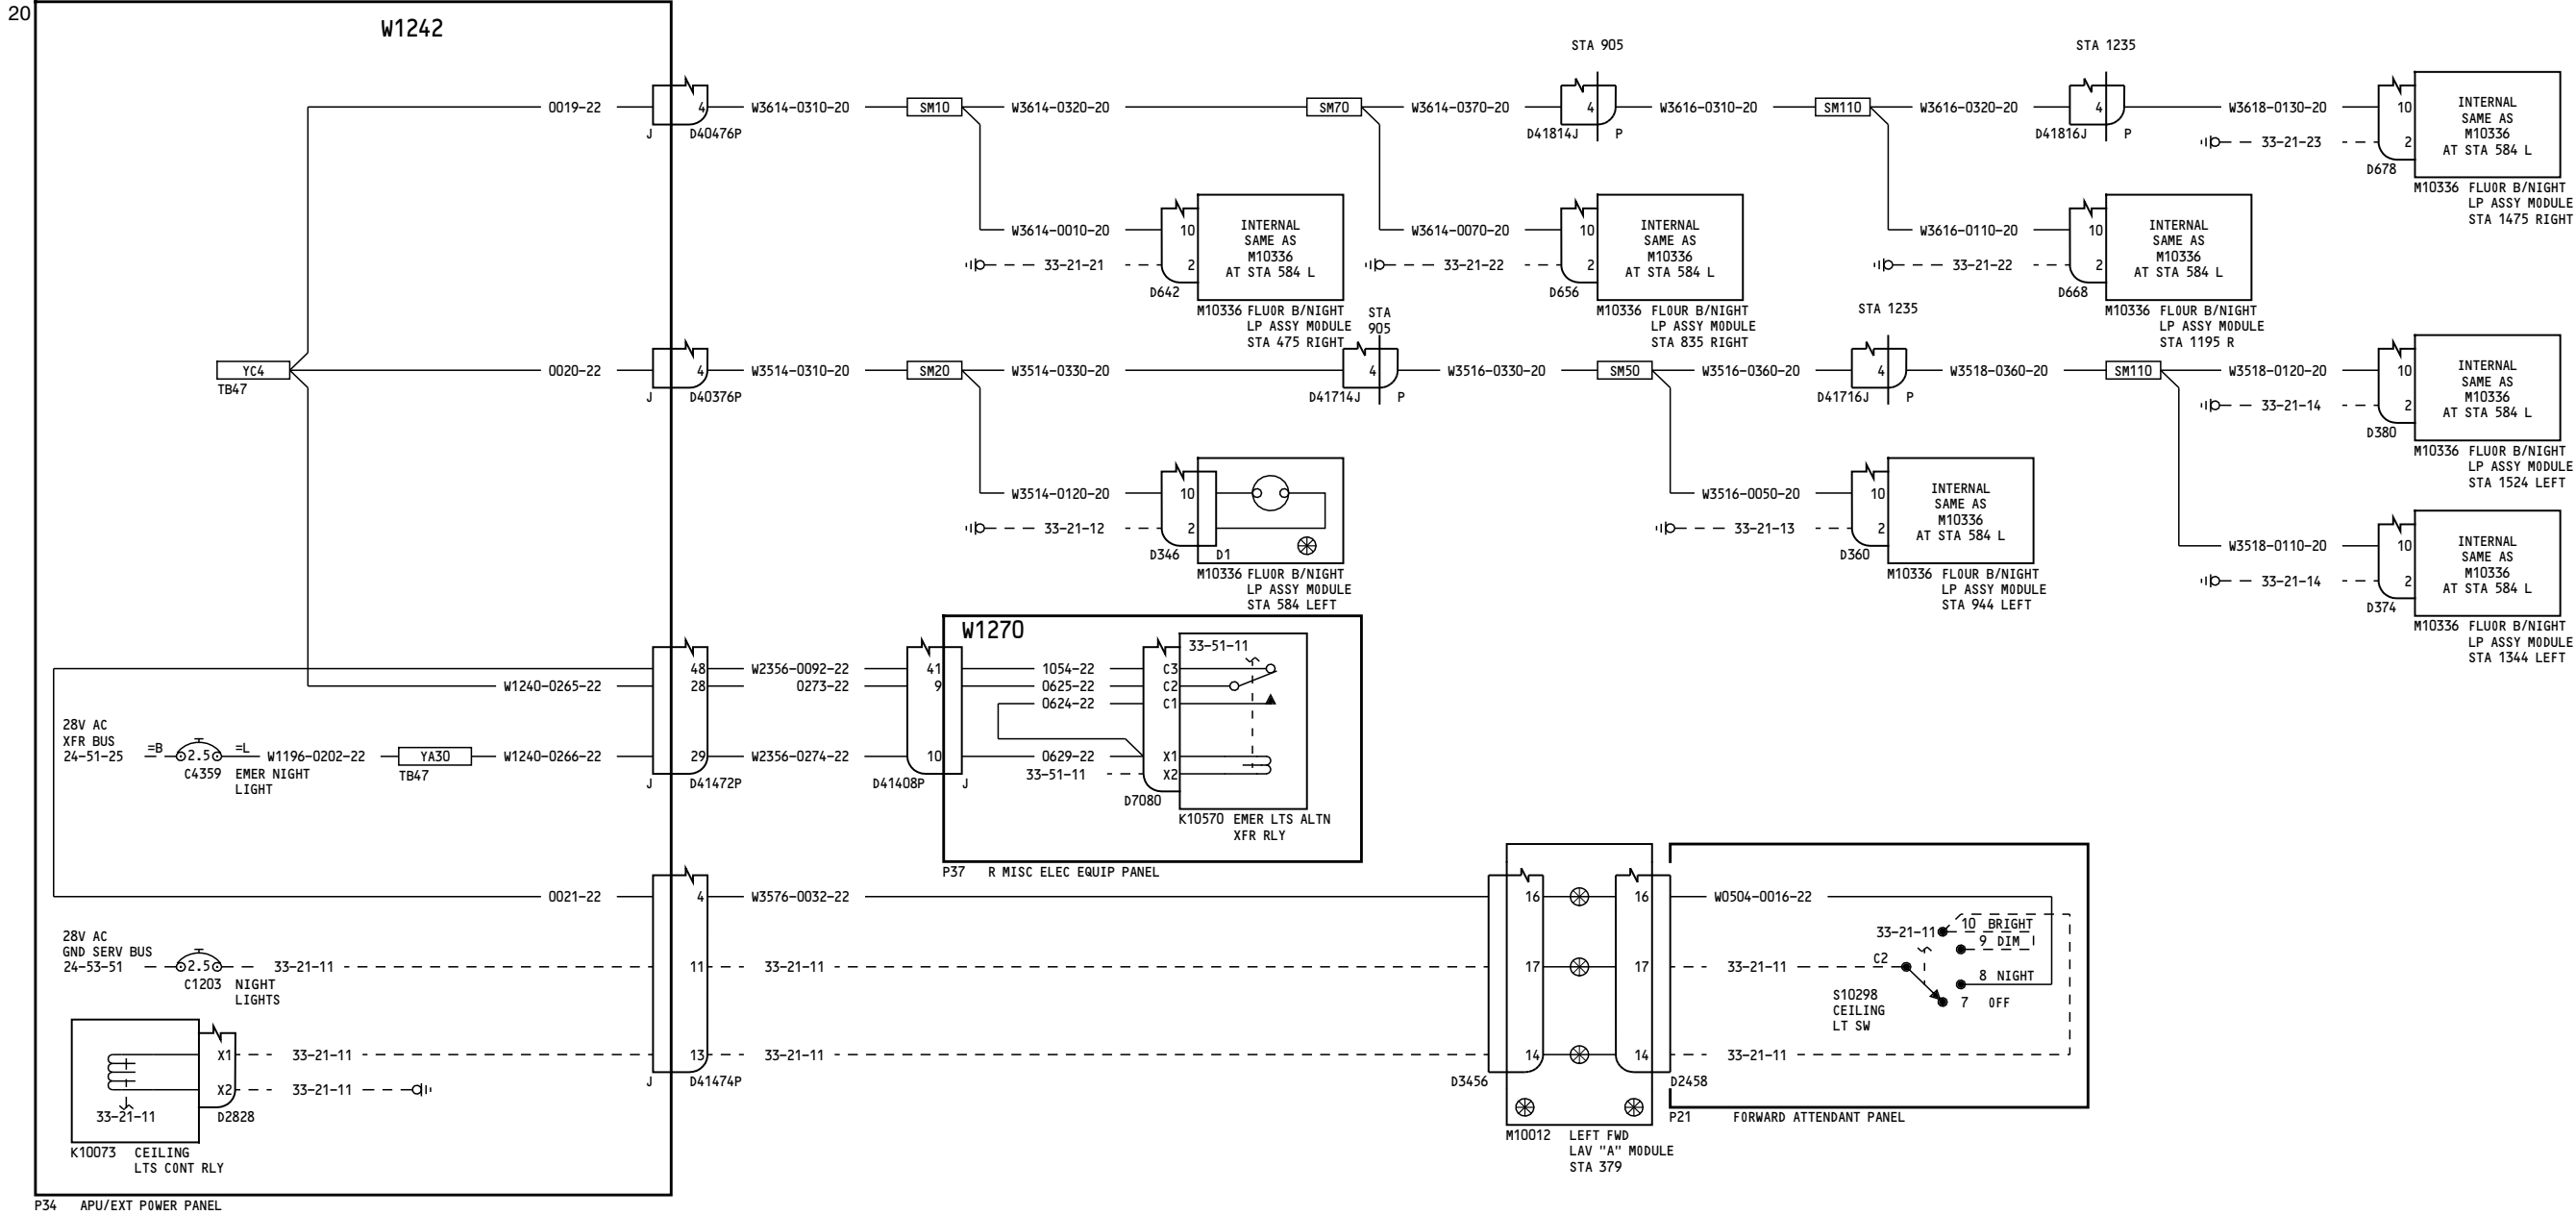 20
W1242
STA 905
STA 1235
0019-22
4
W3614-0310-20
SM10
W3614-0320-20
SM70
W3614-0370-20
4
W3616-0310-20
SM110
W3616-0320-20
4
W3618-0130-20
10
INTERNAL
SAME AS
M10336
AT STA 584 L
J
D40476P
D41814J
P
D41816J
P
33-21-23
2
D678
M10336 FLUOR B/NIGHT
LP ASSY MODULE
STA 1475 RIGHT
W3614-0010-20
10
INTERNAL
SAME AS
M10336
AT STA 584 L
33-21-21
2
D642
M10336 FLUOR B/NIGHT
LP ASSY MODULE
STA 475 RIGHT
W3614-0070-20
10
INTERNAL
SAME AS
M10336
AT STA 584 L
33-21-22
2
D656
M10336 FLOUR B/NIGHT
LP ASSY MODULE
STA 835 RIGHT
W3616-0110-20
10
INTERNAL
SAME AS
M10336
AT STA 584 L
33-21-22
2
D668
M10336 FLOUR B/NIGHT
LP ASSY MODULE
STA 1195 R
STA
905
STA 1235
YC4
TB47
0020-22
4
W3514-0310-20
SM20
W3514-0330-20
4
W3516-0330-20
SM50
W3516-0360-20
4
W3518-0360-20
SM110
W3518-0120-20
10
INTERNAL
SAME AS
M10336
AT STA 584 L
J
D40376P
D41714J
P
D41716J
P
33-21-14
2
D380
M10336 FLUOR B/NIGHT
LP ASSY MODULE
STA 1524 LEFT
W3514-0120-20
10
33-21-12
2
D346
D1
M10336 FLUOR B/NIGHT
LP ASSY MODULE
STA 584 LEFT
W3516-0050-20
10
INTERNAL
SAME AS
M10336
AT STA 584 L
33-21-13
2
D360
M10336 FLOUR B/NIGHT
LP ASSY MODULE
STA 944 LEFT
W3518-0110-20
10
INTERNAL
SAME AS
M10336
AT STA 584 L
33-21-14
2
D374
M10336 FLUOR B/NIGHT
LP ASSY MODULE
STA 1344 LEFT
W1270
33-51-11
48
W2356-0092-22
41
1054-22
C3
W1240-0265-22
28
0273-22
9
0625-22
C2
0624-22
C1
28V AC
XFR BUS
24-51-25
=B
2.5
=L
W1196-0202-22
YA30
W1240-0266-22
29
W2356-0274-22
10
0629-22
X1
C4359
EMER NIGHT
LIGHT
TB47
33-51-11
X2
J
D41472P
D41408P
J
D7080
K10570 EMER LTS ALTN
XFR RLY
P37 R MISC ELEC EQUIP PANEL
0021-22
4
W3576-0032-22
16
16
W0504-0016-22
28V AC
GND SERV BUS
24-53-51
2.5
33-21-11
11
33-21-11
17
17
33-21-11
C1203
NIGHT
LIGHTS
33-21-11
10 BRIGHT
9 DIM
C2
8 NIGHT
7 OFF
S10298
CEILING
LT SW
X1
33-21-11
13
33-21-11
14
14
33-21-11
X2
33-21-11
J
D41474P
D3456
D2458
33-21-11
D2828
P21 FORWARD ATTENDANT PANEL
K10073 CEILING
LTS CONT RLY
M10012 LEFT FWD
LAV "A" MODULE
STA 379
P34 APU/EXT POWER PANEL